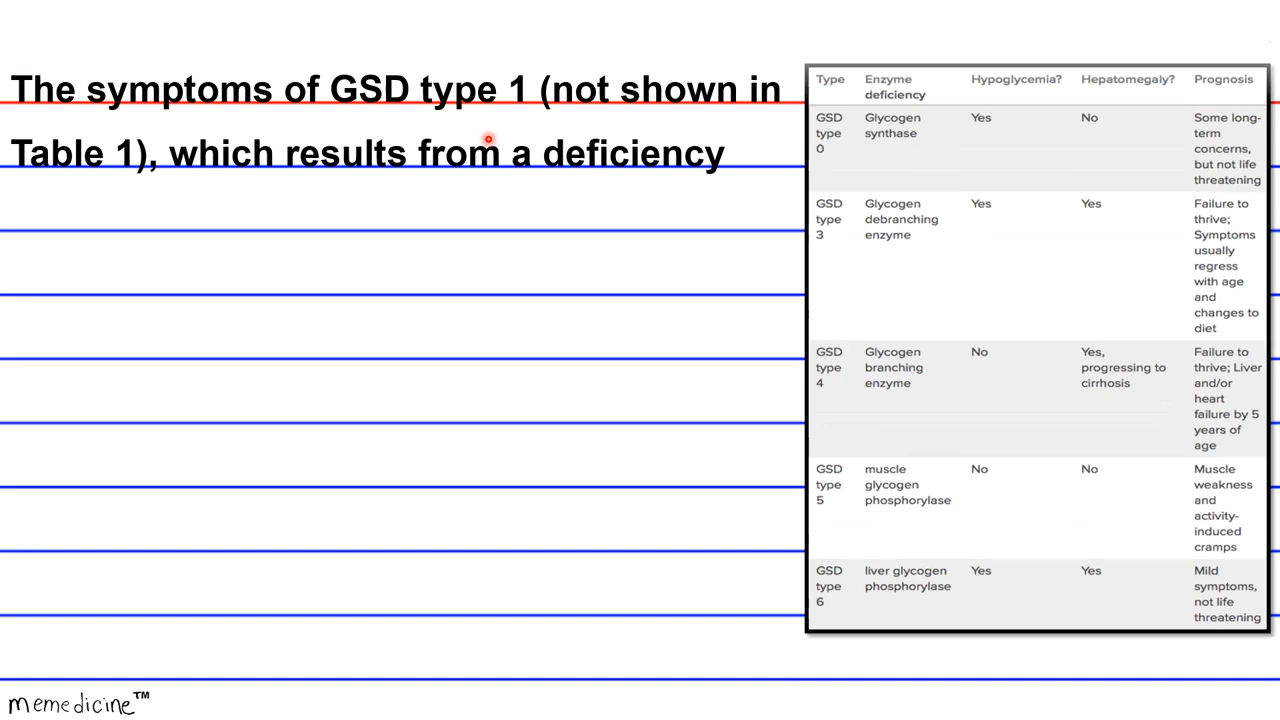 The symptoms of GSD type 1 (not shown in
Table 1), which results from a deficiency
Type Enzyme deficiency Hypoglycemia? Hepatomegaly? Prognosis
GSD type 0 Glycogen synthase Yes No Some long-term concerns, but not life threatening
GSD type 3 Glycogen debranching enzyme Yes Yes Failure to thrive; Symptoms usually regress with age and changes to diet
GSD type 4 Glycogen branching enzyme No Yes, progressing to cirrhosis Failure to thrive; Liver and/or heart failure by 5 years of age
GSD type 5 muscle glycogen phosphorylase No No Muscle weakness and activity-induced cramps
GSD type 6 liver glycogen phosphorylase Yes Yes Mild symptoms, not life threatening
memedicine™